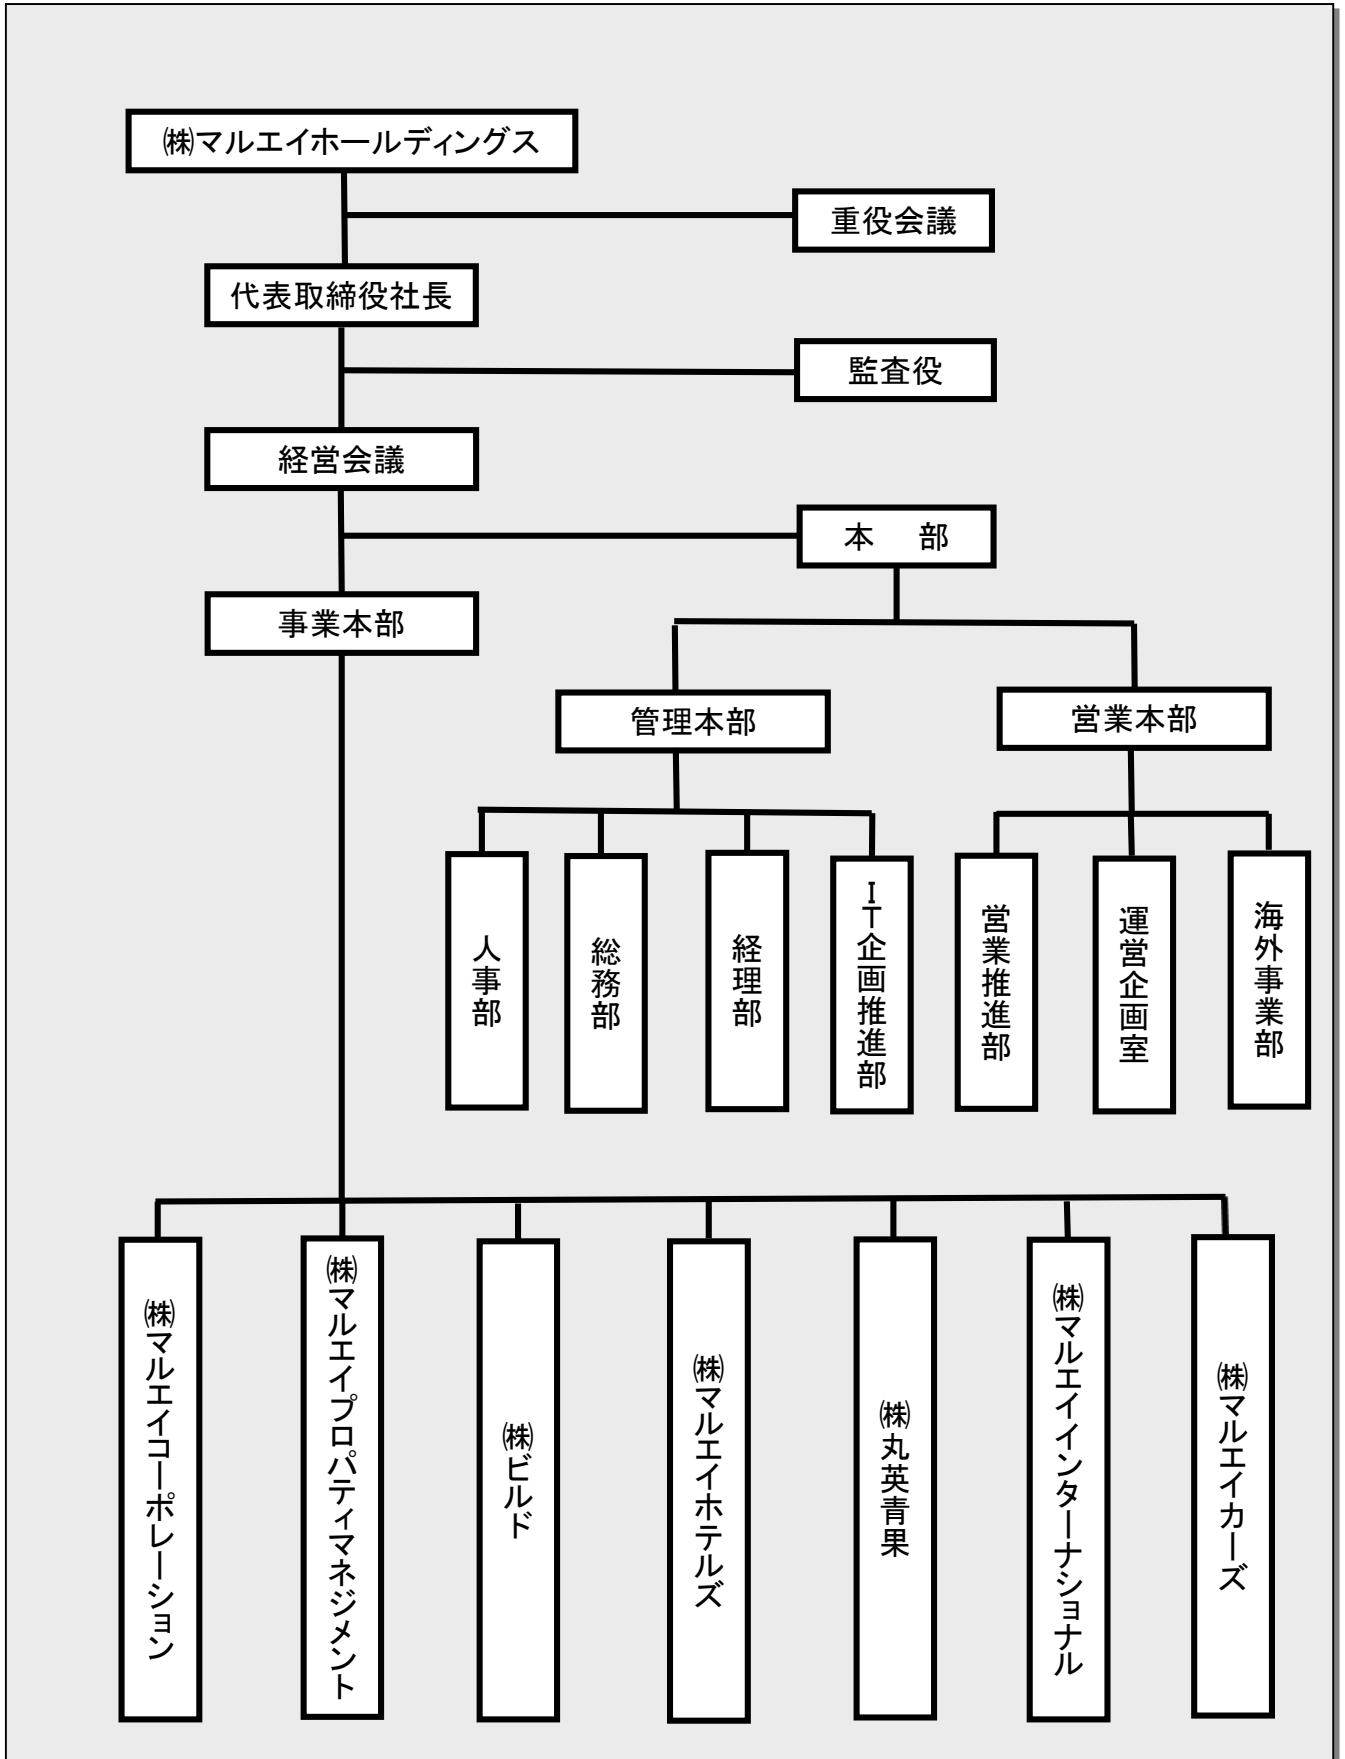 ㈱マルエイホールディングス
重役会議
代表取締役社長
監査役
経営会議
本 部
事業本部
管理本部
営業本部
人事部
総務部
経理部
IT企画推進部
営業推進部
運営企画室
海外事業部
㈱マルエイコーポレーション
㈱マルエイプロパティマネジメント
㈱ビルド
㈱マルエイホテルズ
㈱丸英青果
㈱マルエイインターナショナル
㈱マルエイカーズ